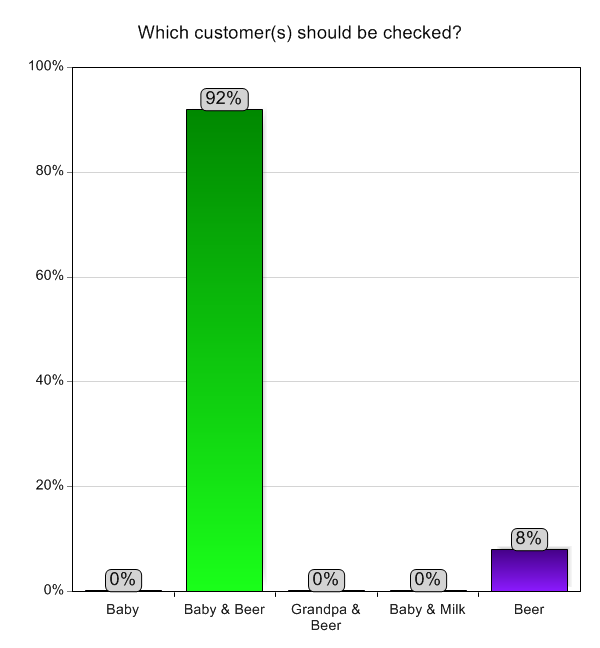 Which customer(s) should be checked?
100%
92%
80%
60%
40%
20%
8%
0%
0%
0%
0%
Baby
Baby & Beer
Grandpa &
Beer
Baby & Milk
Beer